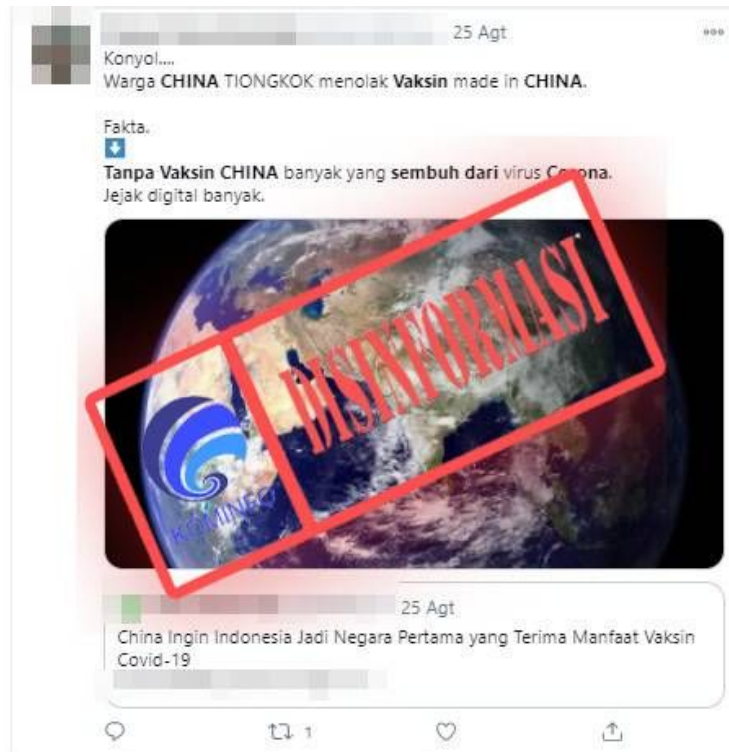 25 Agt
Konyol....
Warga CHINA TIONGKOK menolak Vaksin made in CHINA.
Fakta.
Tanpa Vaksin CHINA banyak yang sembuh dari virus Corona.
Jejak digital banyak.
DISINFORMASI
KOMINFO
25 Agt
China Ingin Indonesia Jadi Negara Pertama yang Terima Manfaat Vaksin
Covid-19
1